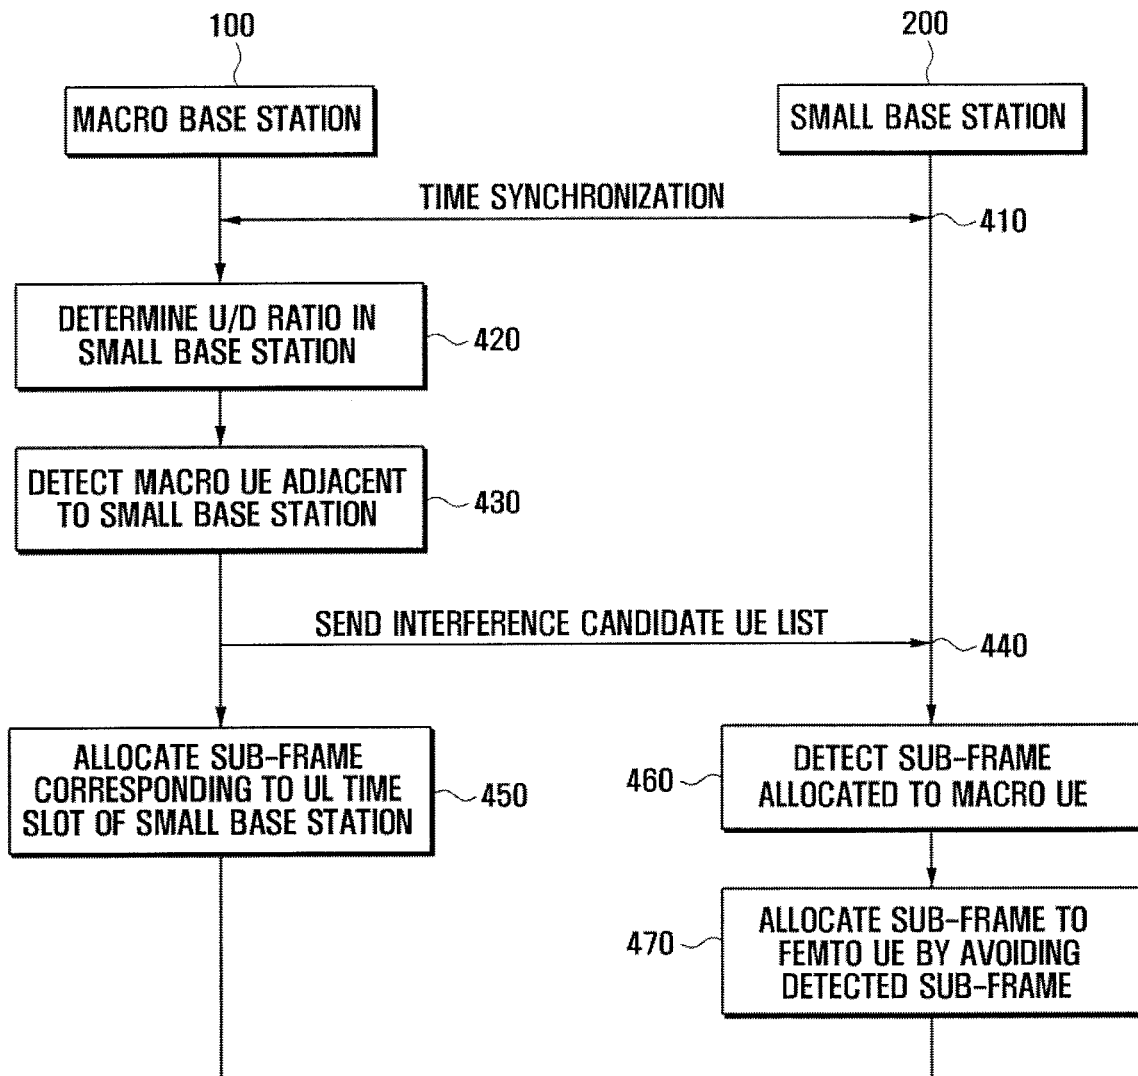 100
200
MACRO BASE STATION
SMALL BASE STATION
TIME SYNCHRONIZATION
410
DETERMINE U/D RATIO IN
SMALL BASE STATION
420
DETECT MACRO UE ADJACENT
TO SMALL BASE STATION
430
SEND INTERFERENCE CANDIDATE UE LIST
440
ALLOCATE SUB-FRAME
CORRESPONDING TO UL TIME
SLOT OF SMALL BASE STATION
450
460
DETECT SUB-FRAME
ALLOCATED TO MACRO UE
470
ALLOCATE SUB-FRAME TO
FEMTO UE BY AVOIDING
DETECTED SUB-FRAME